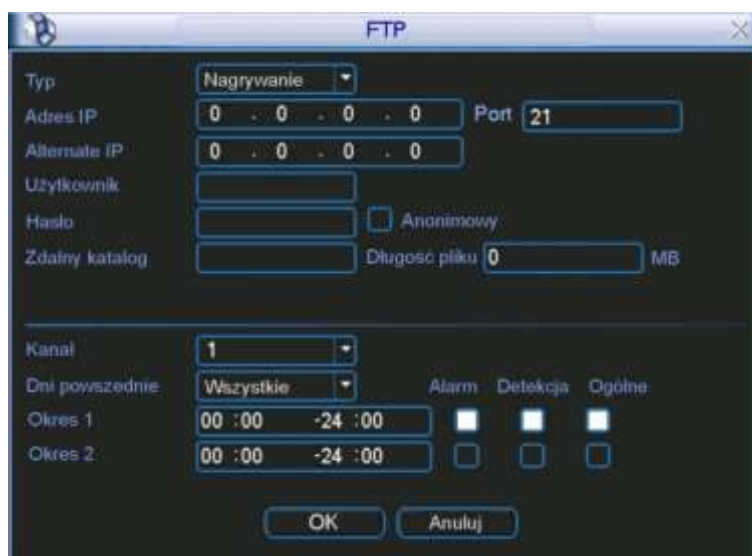 FTP
Typ Nagrywanie
Adres IP 0 . 0 . 0 . 0 Port 21
Alternate IP 0 . 0 . 0 . 0
Użytkownik
Hasło Anonimowy
Zdalny katalog Długość pliku 0 MB
Kanał 1
Dni powszednie Wszystkie Alarm Detekcja Ogólne
Okres 1 00 :00 -24 :00
Okres 2 00 :00 -24 :00
OK Anuluj